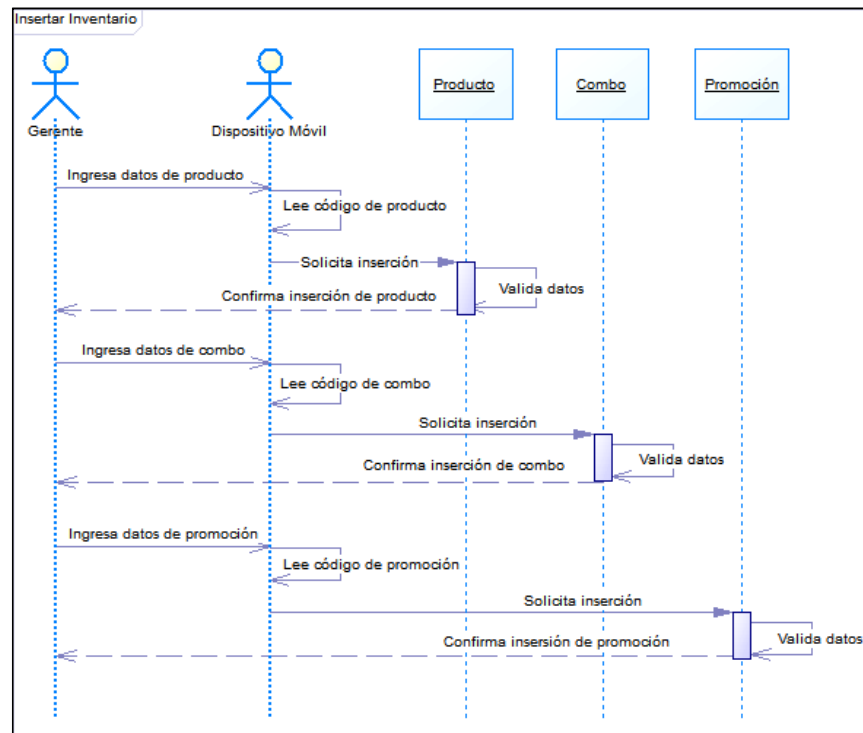 Insertar Inventario
Gerente
Dispositivo Móvil
Producto
Combo
Promoción
Ingresa datos de producto
Lee código de producto
Solicita inserción
Valida datos
Confirma inserción de producto
Ingresa datos de combo
Lee código de combo
Solicita inserción
Valida datos
Confirma inserción de combo
Ingresa datos de promoción
Lee código de promoción
Solicita inserción
Valida datos
Confirma insersión de promoción